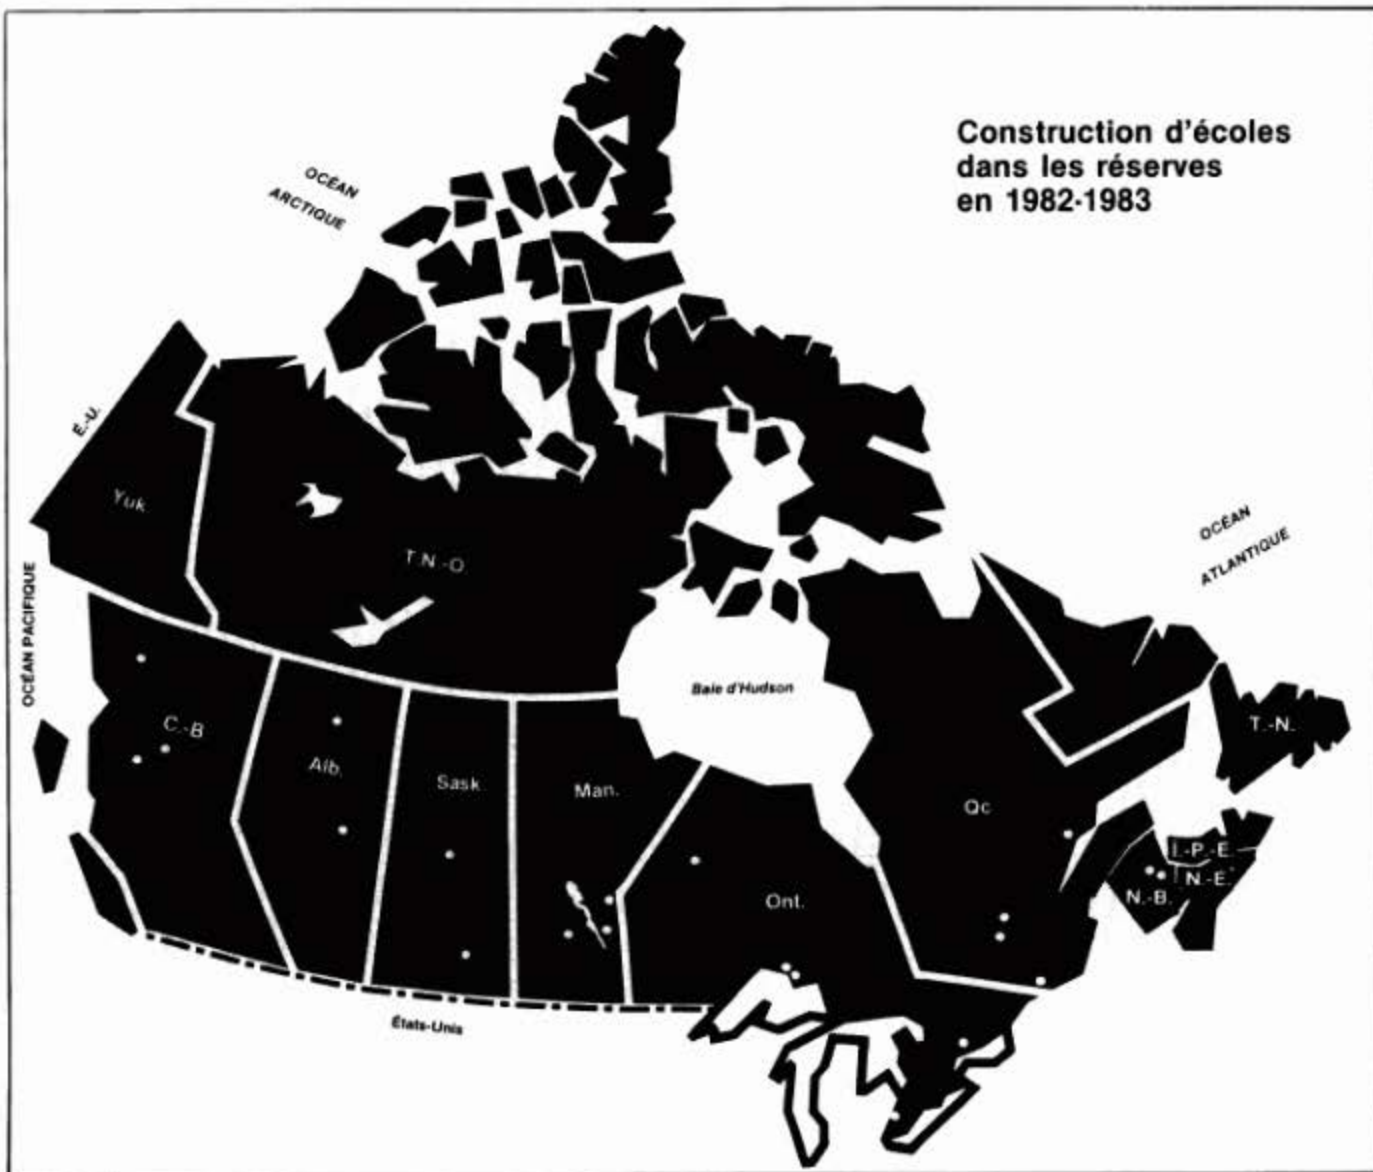 Construction d'écoles
dans les réserves
en 1982-1983
OCÉAN
ARCTIQUE
É.-U.
Yuk.
T.N.-O.
OCÉAN
ATLANTIQUE
OCÉAN PACIFIQUE
Baie d'Hudson
C.-B
Alb.
Sask.
Man.
Ont.
Qc
T.-N.
Î.-P.-É.
N.-É.
N.-B.
États-Unis